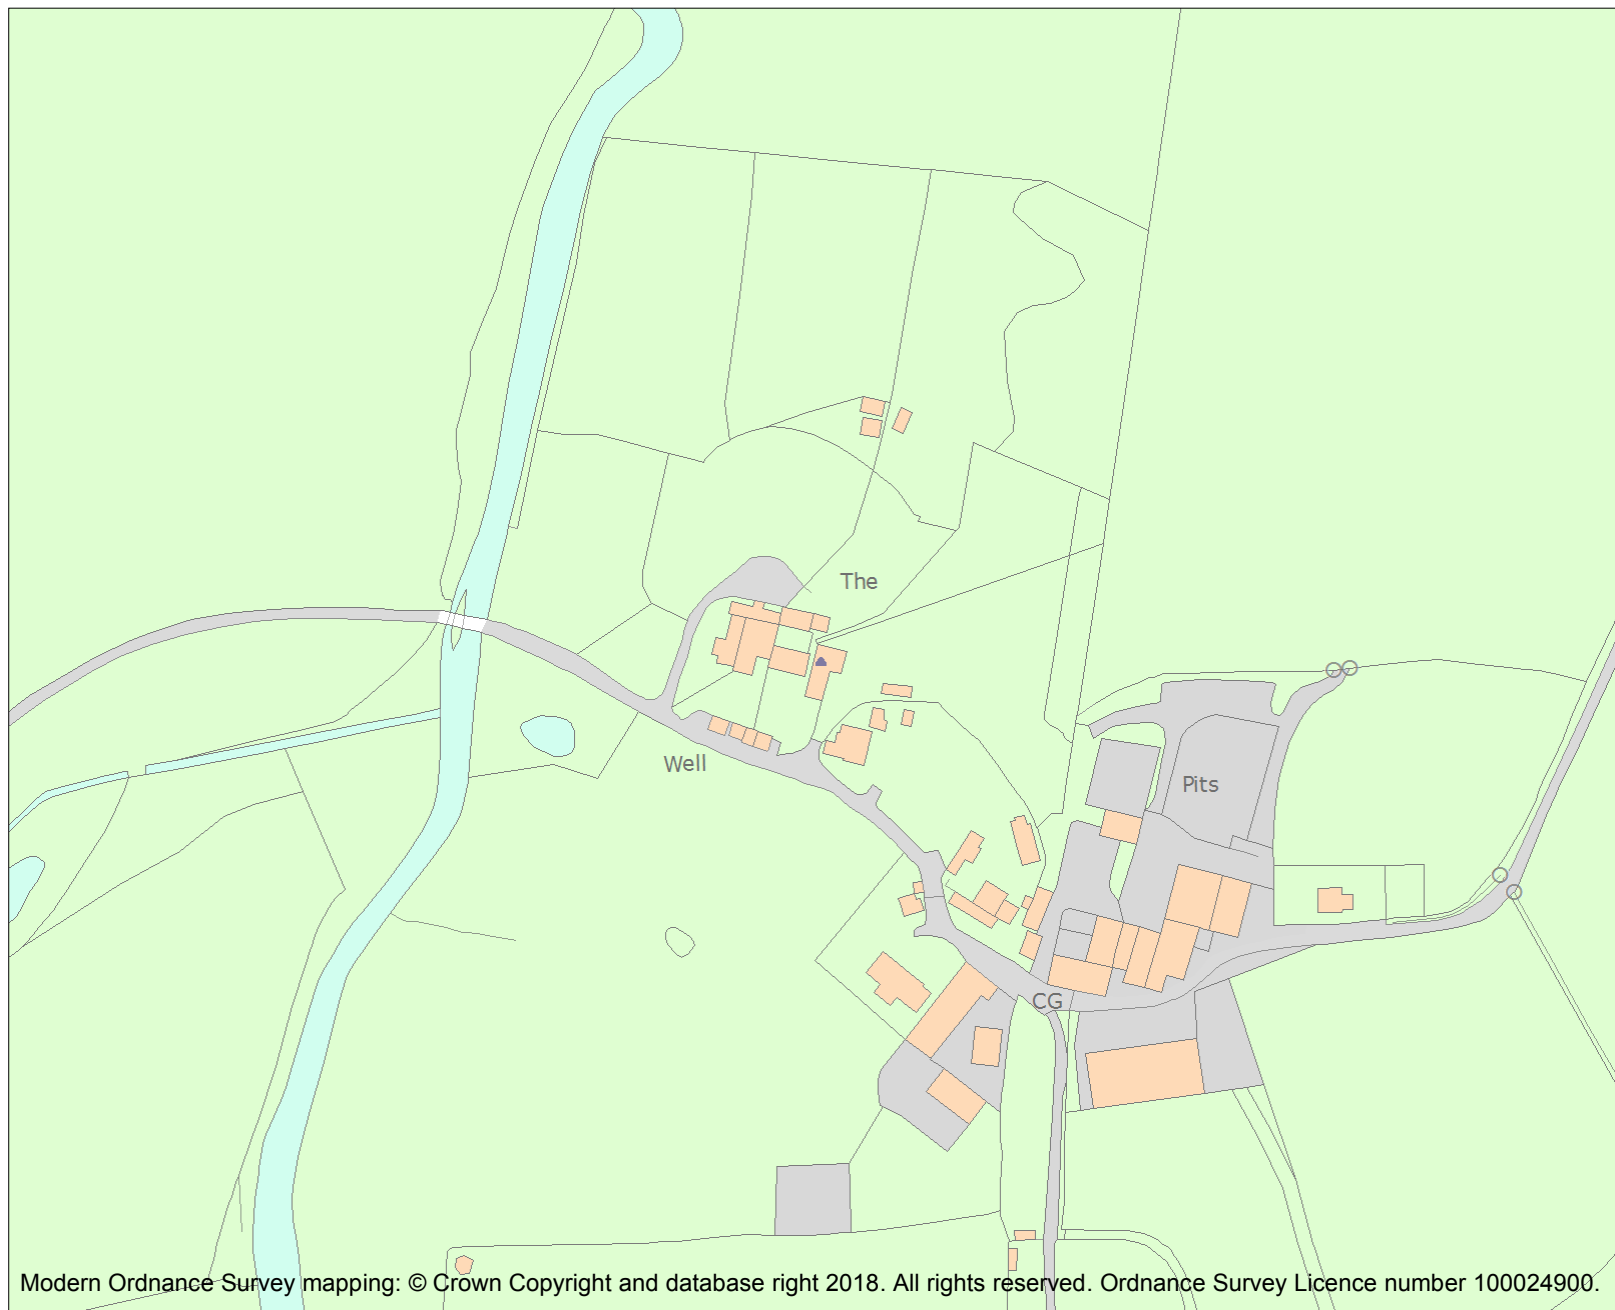 The
Well
Pits
CG
Modern Ordnance Survey mapping: © Crown Copyright and database right 2018. All rights reserved. Ordnance Survey Licence number 100024900.